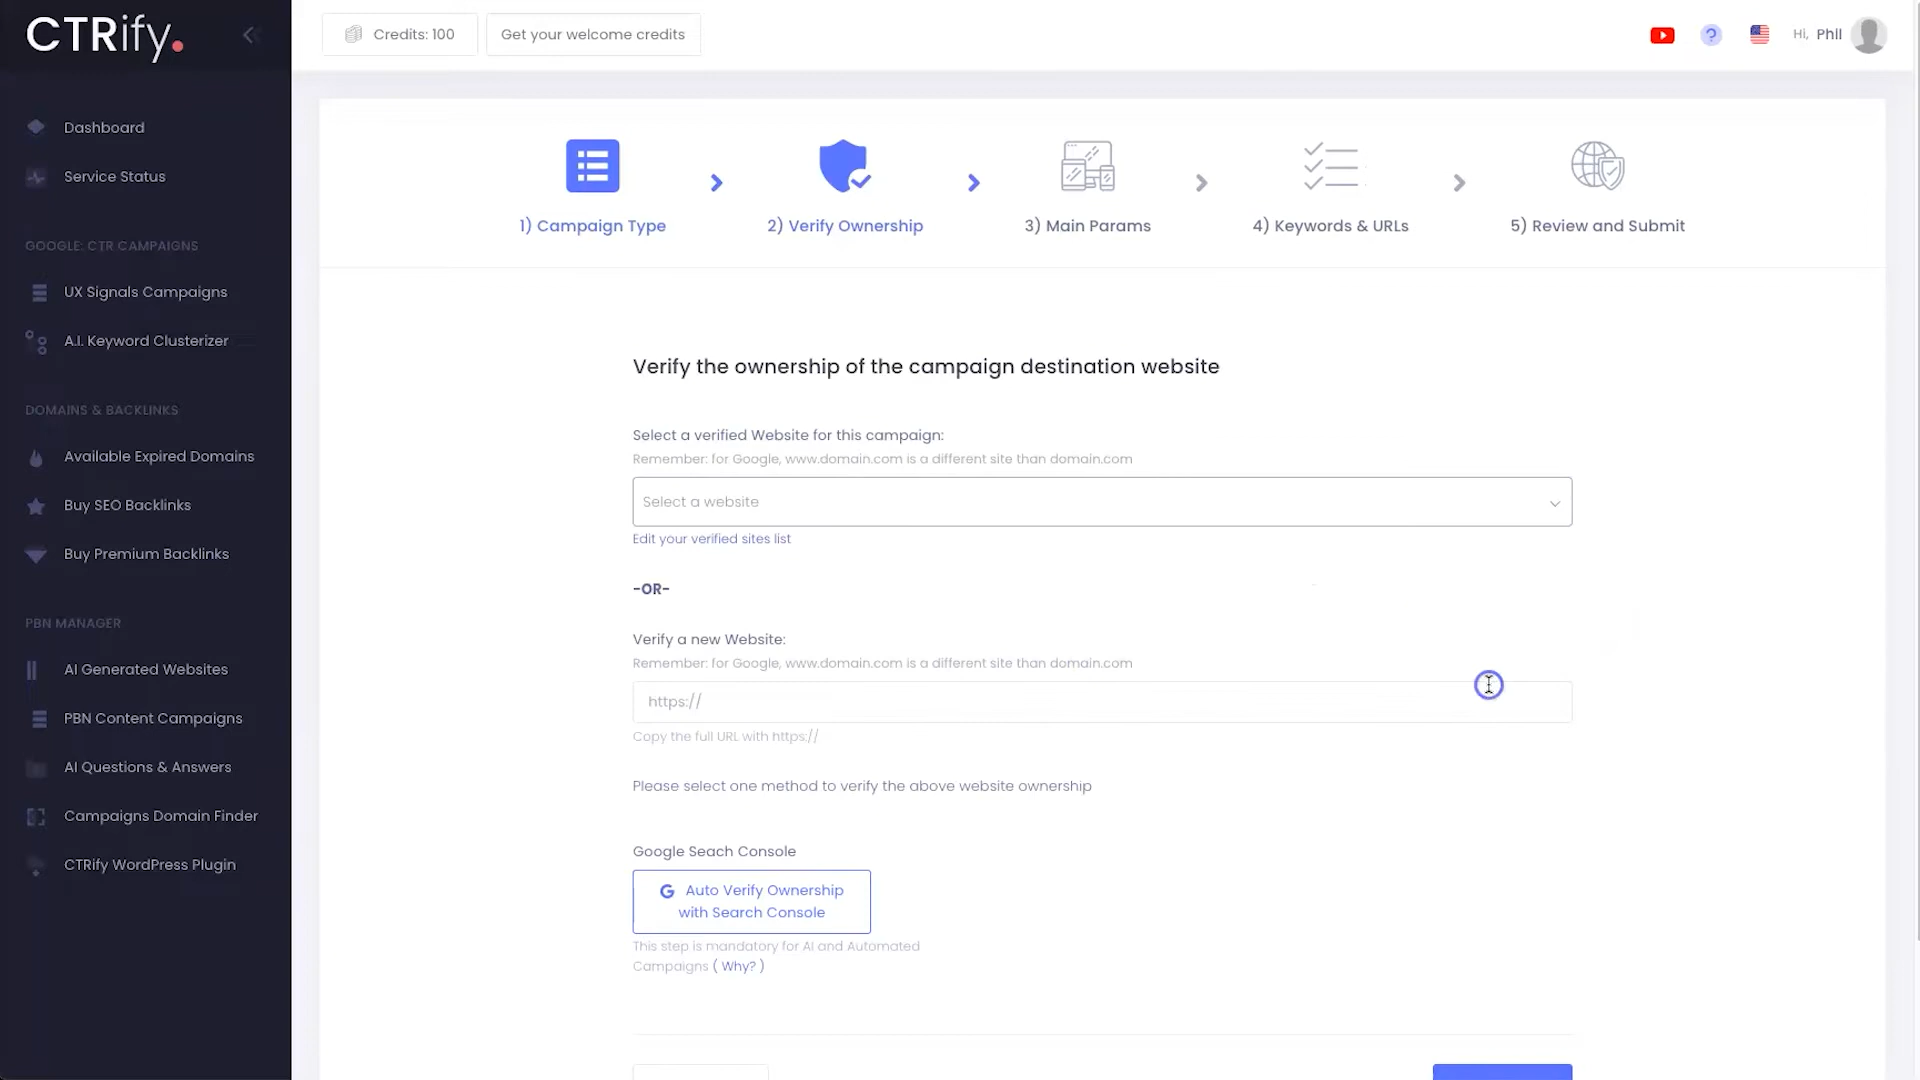 CTRify.
Credits: 100
Get your welcome credits
?
Hi, Phil
Dashboard
Service Status
GOOGLE: CTR CAMPAIGNS
UX Signals Campaigns
A.I. Keyword Clusterizer
DOMAINS & BACKLINKS
Available Expired Domains
Buy SEO Backlinks
Buy Premium Backlinks
PBN MANAGER
AI Generated Websites
PBN Content Campaigns
AI Questions & Answers
Campaigns Domain Finder
CTRify WordPress Plugin
1) Campaign Type
2) Verify Ownership
3) Main Params
4) Keywords & URLs
5) Review and Submit
Verify the ownership of the campaign destination website
Select a verified Website for this campaign:
Remember: for Google, www.domain.com is a different site than domain.com
Select a website
Edit your verified sites list
-OR-
Verify a new Website:
Remember: for Google, www.domain.com is a different site than domain.com
https://
Copy the full URL with https://
Please select one method to verify the above website ownership
Google Seach Console
G Auto Verify Ownership
with Search Console
This step is mandatory for AI and Automated
Campaigns ( Why? )